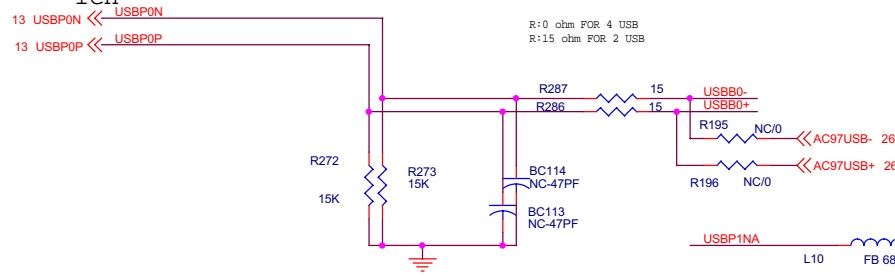 13 USBP0N USBP0N
13 USBP0P USBP0P
R:0 ohm FOR 4 USB
R:15 ohm FOR 2 USB
R287 15 USBB0-
R286 15 USBB0+
R195 NC/0 AC97USB- 26
R196 NC/0 AC97USB+ 26
R272 15K
R273 15K
BC114
NC-47PF
BC113
NC-47PF
USBP1NA
L10 FB 68